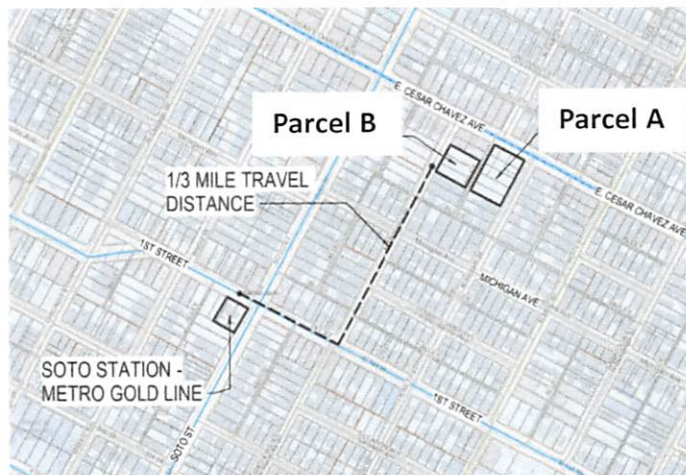 E. CESAR CHAVEZ AVE
Parcel B
Parcel A
1/3 MILE TRAVEL
DISTANCE
E. CESAR CHAVEZ AVE
1ST STREET
MICHIGAN AVE
SOTO STATION -
METRO GOLD LINE
1ST STREET
SOTO ST